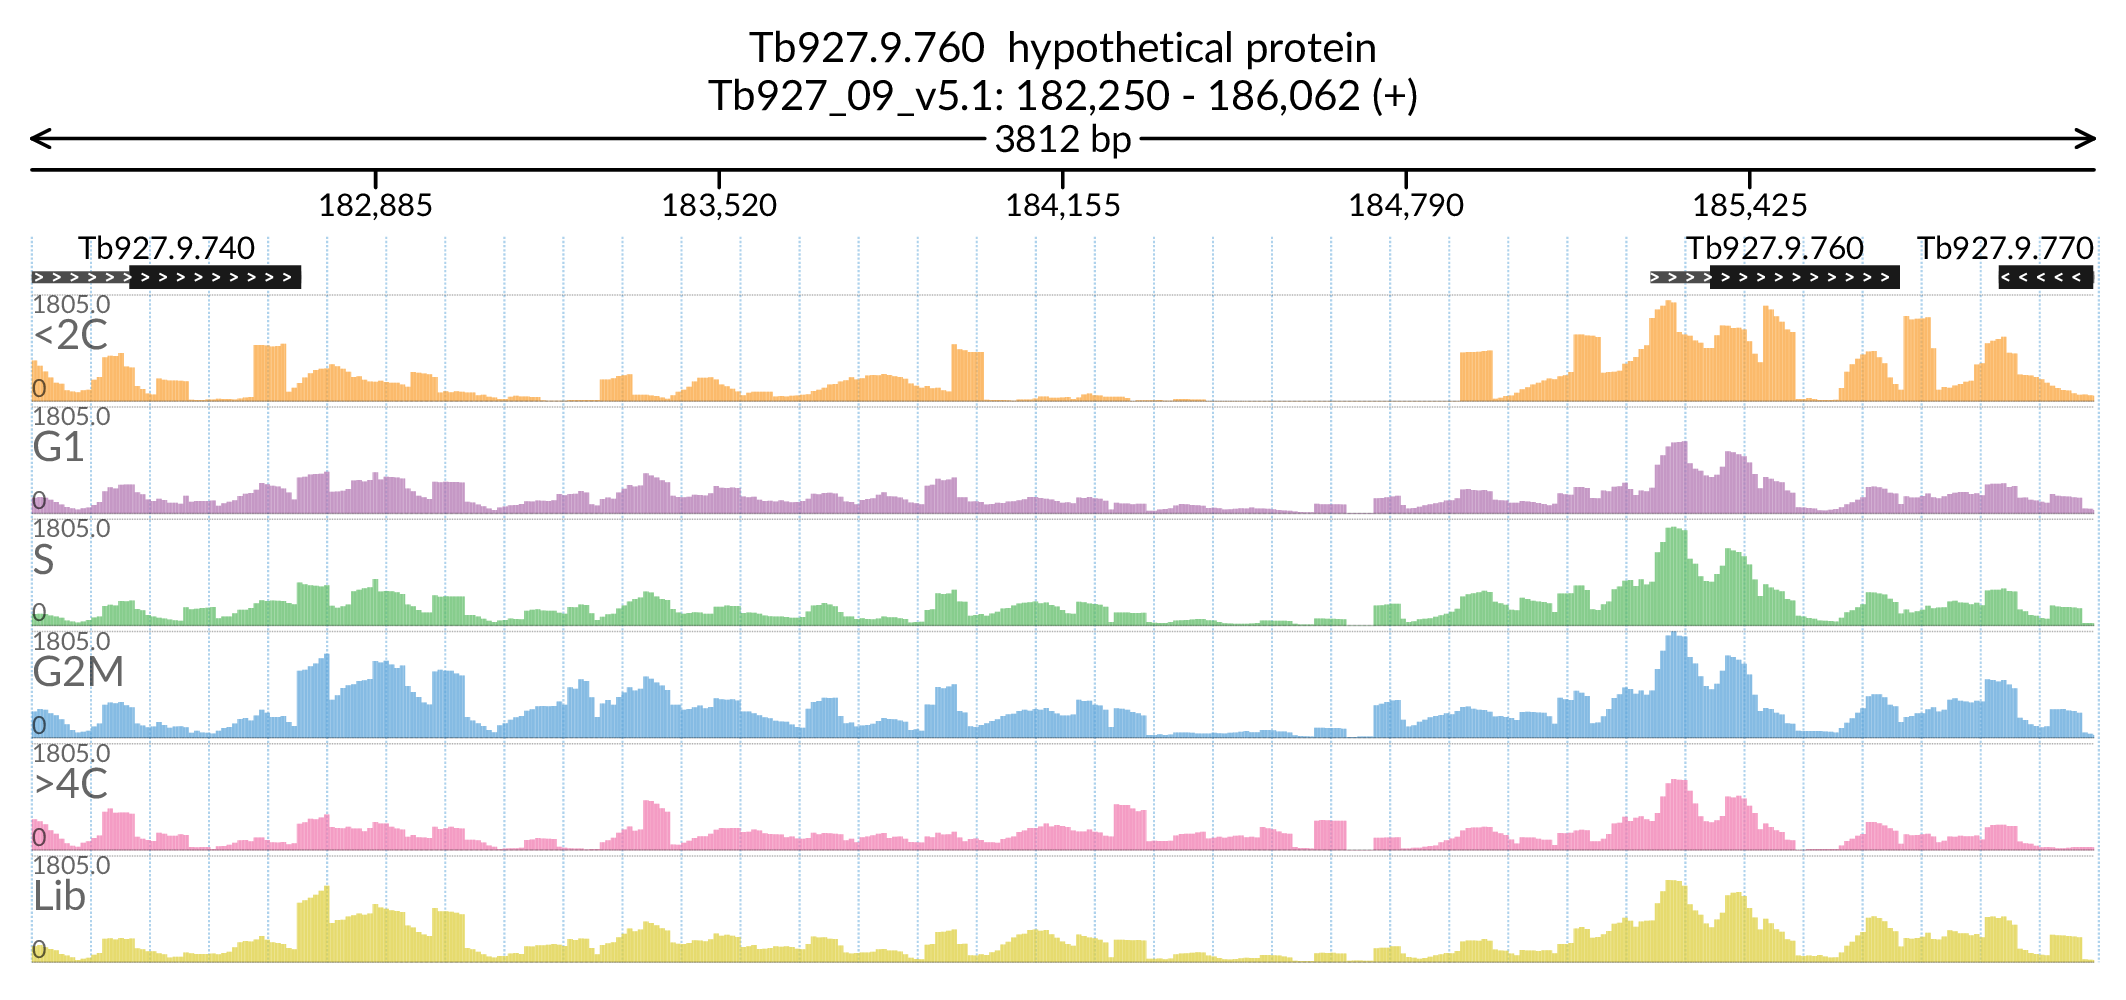 Tb927.9.760 hypothetical protein
Tb927_09_v5.1: 182,250 - 186,062 (+)
3812 bp
182,885 183,520 184,155 184,790 185,425
Tb927.9.740 Tb927.9.760 Tb927.9.770
1805.0
<2C
0
1805.0
G1
0
1805.0
S
0
1805.0
G2M
0
1805.0
>4C
0
1805.0
Lib
0